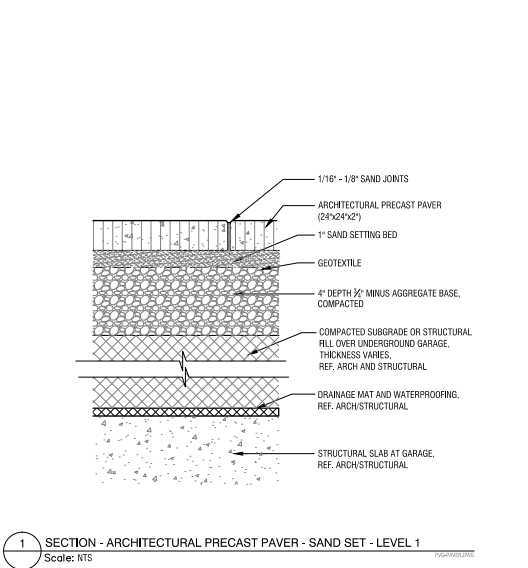 1/16" - 1/8" SAND JOINTS
ARCHITECTURAL PRECAST PAVER
(24"x24"x2")
1" SAND SETTING BED
GEOTEXTILE
4" DEPTH MINUS AGGREGATE BASE,
COMPACTED
COMPACTED SUBGRADE OR STRUCTURAL
FILL OVER UNDERGROUND GARAGE,
THICKNESS VARIES,
REF. ARCH AND STRUCTURAL
DRAINAGE MAT AND WATERPROOFING,
REF. ARCH/STRUCTURAL
STRUCTURAL SLAB AT GARAGE,
REF. ARCH/STRUCTURAL
1 SECTION - ARCHITECTURAL PRECAST PAVER - SAND SET - LEVEL 1
Scale: NTS